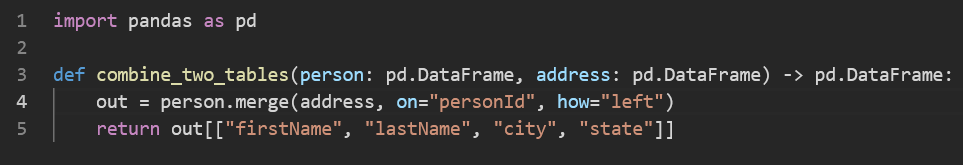 1 import pandas as pd
2
3 def combine_two_tables(person: pd.DataFrame, address: pd.DataFrame) -> pd.DataFrame:
4     out = person.merge(address, on="personId", how="left")
5     return out[["firstName", "lastName", "city", "state"]]